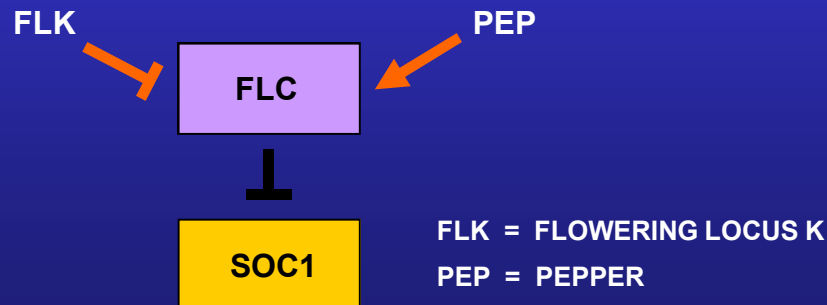 FLK
PEP
FLC
SOC1
FLK = FLOWERING LOCUS K
PEP = PEPPER